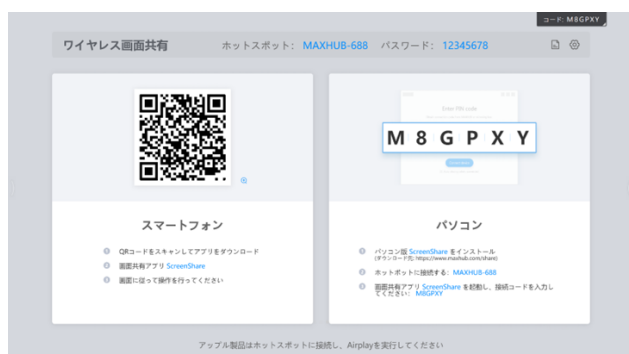 コード: M8GPXY
ワイヤレス画面共有 ホットスポット： MAXHUB-688 パスワード： 12345678
Enter PIN code
M 8 G P X Y
スマートフォン
QRコードをスキャンしてアプリをダウンロード
画面共有アプリ ScreenShare
画面に従って操作を行ってください
パソコン
パソコン版 ScreenShare をインストール
(ダウンロード先: https://www.maxhub.com/share)
ホットポットに接続する： MAXHUB-688
画面共有アプリ ScreenShare を起動し、接続コードを入力し
てください： M8GPXY
アップル製品はホットスポットに接続し、Airplayを実行してください